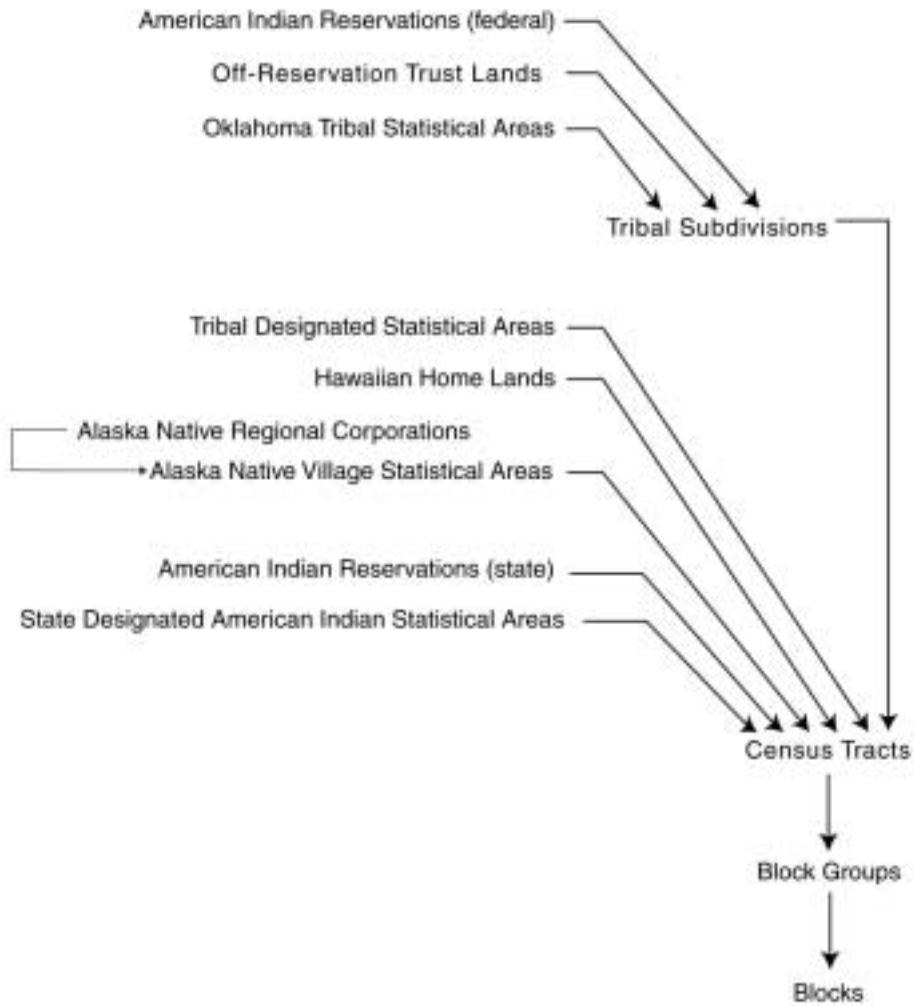 American Indian Reservations (federal)
Off-Reservation Trust Lands
Oklahoma Tribal Statistical Areas
Tribal Subdivisions
Tribal Designated Statistical Areas
Hawaiian Home Lands
Alaska Native Regional Corporations
Alaska Native Village Statistical Areas
American Indian Reservations (state)
State Designated American Indian Statistical Areas
Census Tracts
Block Groups
Blocks